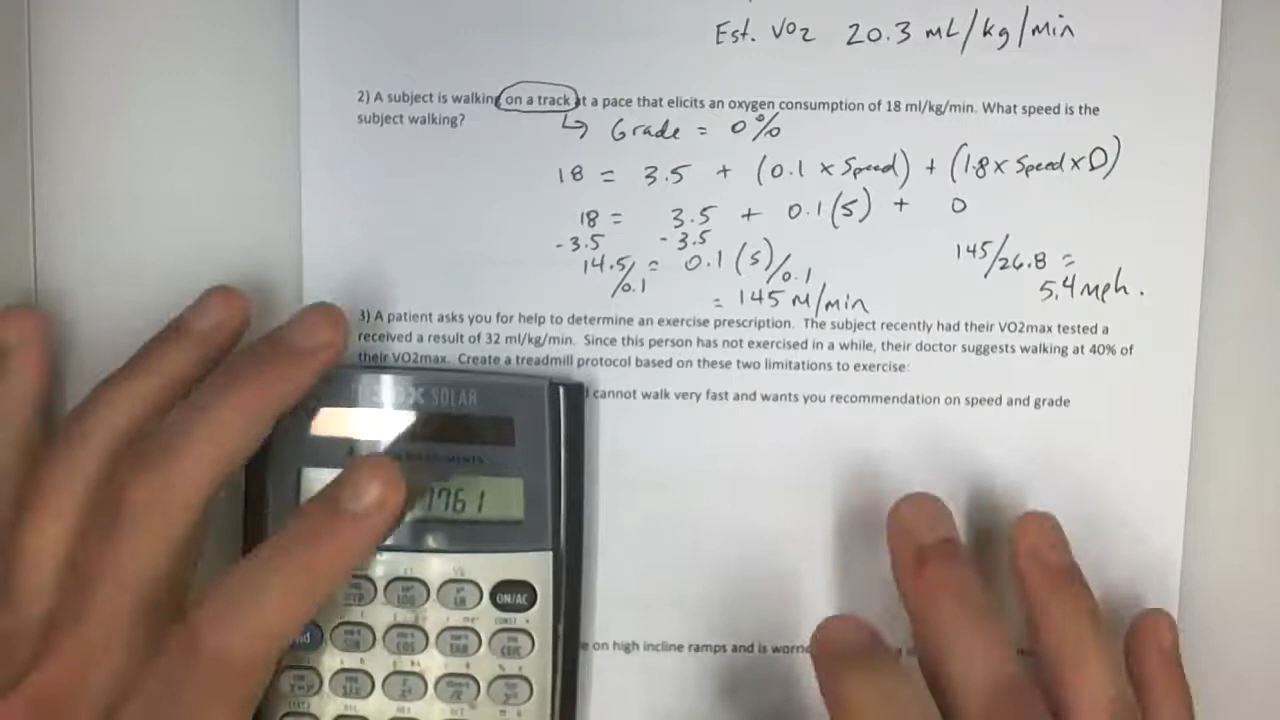 Est. VO2 20.3 mL/kg/min
2) A subject is walking on a track at a pace that elicits an oxygen consumption of 18 ml/kg/min. What speed is the
subject walking?
↳ Grade = 0%
18 = 3.5 + (0.1 x Speed) + (1.8 x Speed x 0)
18 = 3.5 + 0.1(S) + 0
-3.5 -3.5
14.5/0.1 = 0.1(S)/0.1
145/26.8 =
5.4 mph.
= 145 M/min
3) A patient asks you for help to determine an exercise prescription. The subject recently had their VO2max tested a
received a result of 32 ml/kg/min. Since this person has not exercised in a while, their doctor suggests walking at 40% of
their VO2max. Create a treadmill protocol based on these two limitations to exercise:
cannot walk very fast and wants you recommendation on speed and grade
SOLAR
1761
LOG
LN
ON/AC
COS
TAN
e on high incline ramps and is